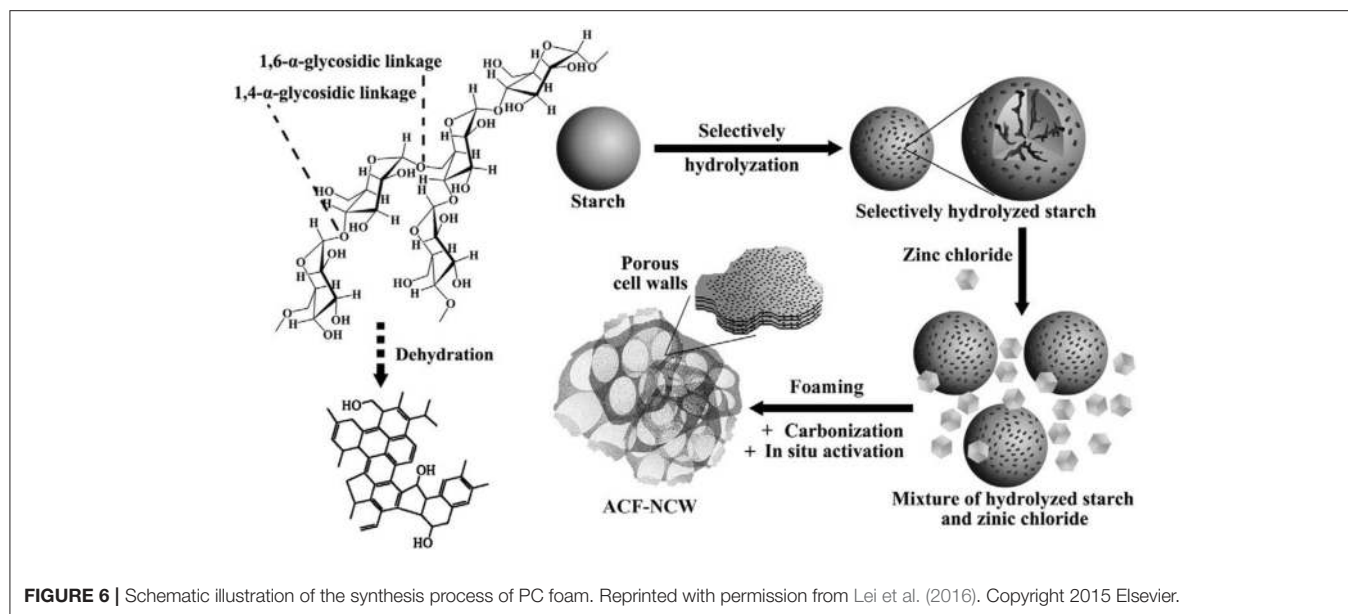 1,6-α-glycosidic linkage
1,4-α-glycosidic linkage
Dehydration
Starch
Selectively
hydrolyzation
Selectively hydrolyzed starch
Zinc chloride
Mixture of hydrolyzed starch
and zinic chloride
Foaming
+ Carbonization
+ In situ activation
Porous
cell walls
ACF-NCW
FIGURE 6 | Schematic illustration of the synthesis process of PC foam. Reprinted with permission from Lei et al. (2016). Copyright 2015 Elsevier.